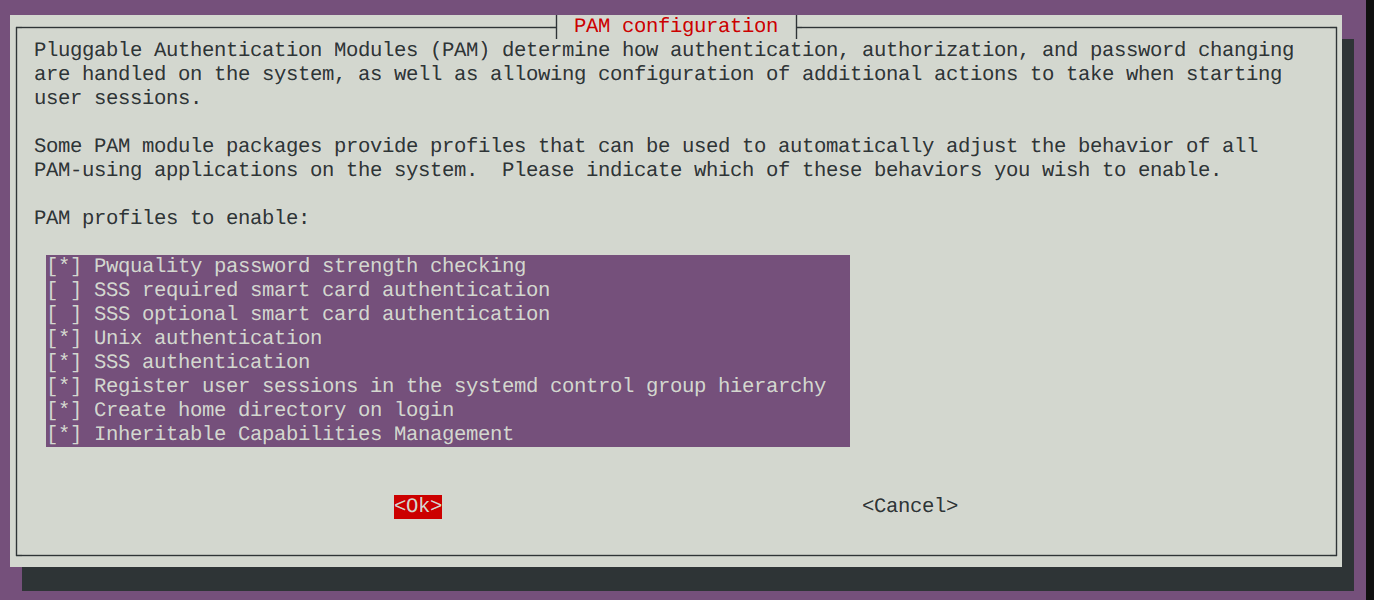 PAM configuration
Pluggable Authentication Modules (PAM) determine how authentication, authorization, and password changing
are handled on the system, as well as allowing configuration of additional actions to take when starting
user sessions.
Some PAM module packages provide profiles that can be used to automatically adjust the behavior of all
PAM-using applications on the system.  Please indicate which of these behaviors you wish to enable.
PAM profiles to enable:
[*] Pwquality password strength checking
[ ] SSS required smart card authentication
[ ] SSS optional smart card authentication
[*] Unix authentication
[*] SSS authentication
[*] Register user sessions in the systemd control group hierarchy
[*] Create home directory on login
[*] Inheritable Capabilities Management
<Ok> <Cancel>